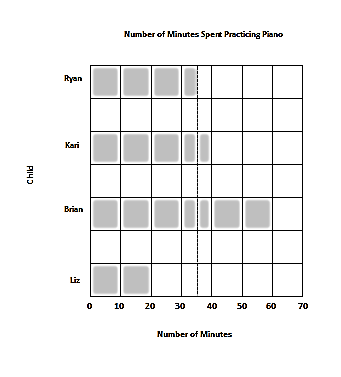 Number of Minutes Spent Practicing Piano
Ryan
Kari
Child
Brian
Liz
0 10 20 30 40 50 60 70
Number of Minutes